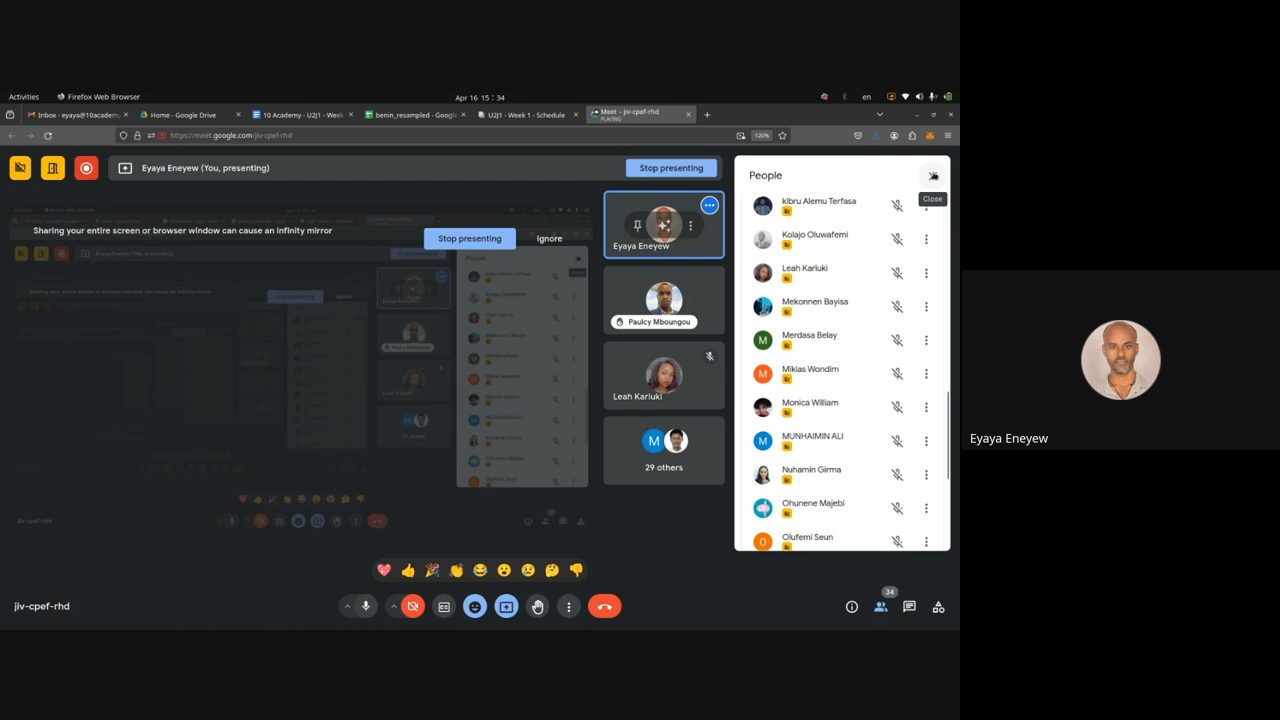 Activities
Firefox Web Browser
Apr 16 15 : 34
en
Inbox - eyaya@10academy
Home - Google Drive
10 Academy - U2J1 - Week
benin_resampled - Google
U2J1 - Week 1 - Schedule
Meet – jiv-cpef-rhd
PLAYING
https://meet.google.com/jiv-cpef-rhd
120%
Eyaya Eneyew (You, presenting)
Stop presenting
People
Close
Sharing your entire screen or browser window can cause an infinity mirror
Stop presenting
Ignore
Eyaya Eneyew
Paulcy Mboungou
Leah Kariuki
M
29 others
kibru Alemu Terfasa
Kolajo Oluwafemi
Leah Kariuki
Mekonnen Bayisa
M
Merdasa Belay
M
Mikias Wondim
Monica William
M
MUNHAIMIN ALI
Nuhamin Girma
Ohunene Majebi
O
Olufemi Seun
jiv-cpef-rhd
34
Eyaya Eneyew